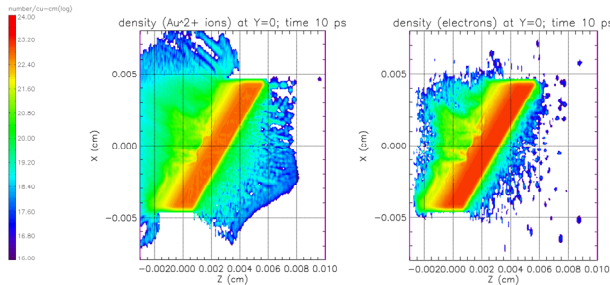 number/cu-cm(log)
24.00
22.40
21.60
20.80
20.00
19.20
18.40
17.60
16.80
16.00
density (Au^2+ ions) at Y=0; time 10 ps
X (cm)
0.005
0.000
−0.005
−0.002 0.000 0.002 0.004 0.006 0.008 0.010
Z (cm)
density (electrons) at Y=0; time 10 ps
X (cm)
0.005
0.000
−0.005
−0.002 0.000 0.002 0.004 0.006 0.008 0.010
Z (cm)